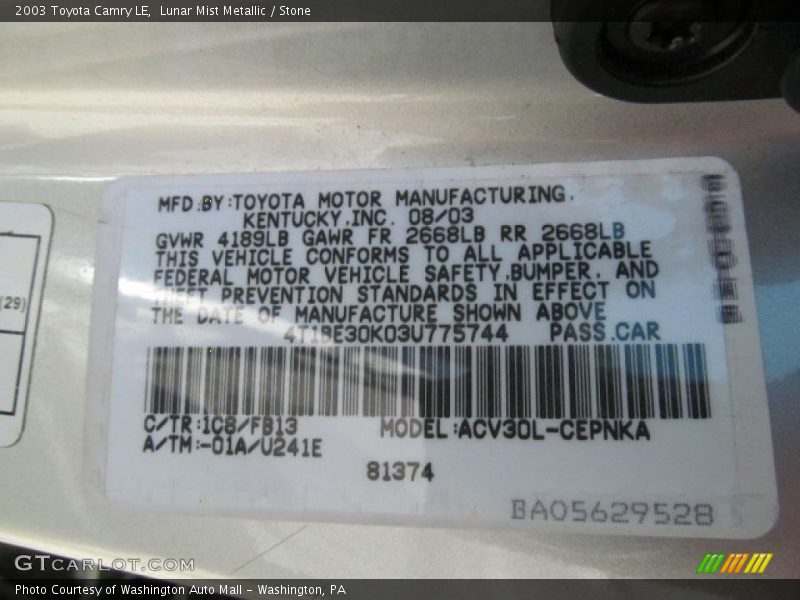 2003 Toyota Camry LE,  Lunar Mist Metallic / Stone
MFD.BY:TOYOTA MOTOR MANUFACTURING,
KENTUCKY,INC. 08/03
GVWR 4189LB GAWR FR 2668LB RR 2668LB
THIS VEHICLE CONFORMS TO ALL APPLICABLE
FEDERAL MOTOR VEHICLE SAFETY,BUMPER, AND
THEFT PREVENTION STANDARDS IN EFFECT ON
THE DATE OF MANUFACTURE SHOWN ABOVE
4T1BE30K03U775744 PASS.CAR
C/TR:1C8/FB13 MODEL:ACV30L-CEPNKA
A/TM:-01A/U241E
81374
BA05629528
(29)
GTCARLOT.COM
Photo Courtesy of Washington Auto Mall - Washington, PA